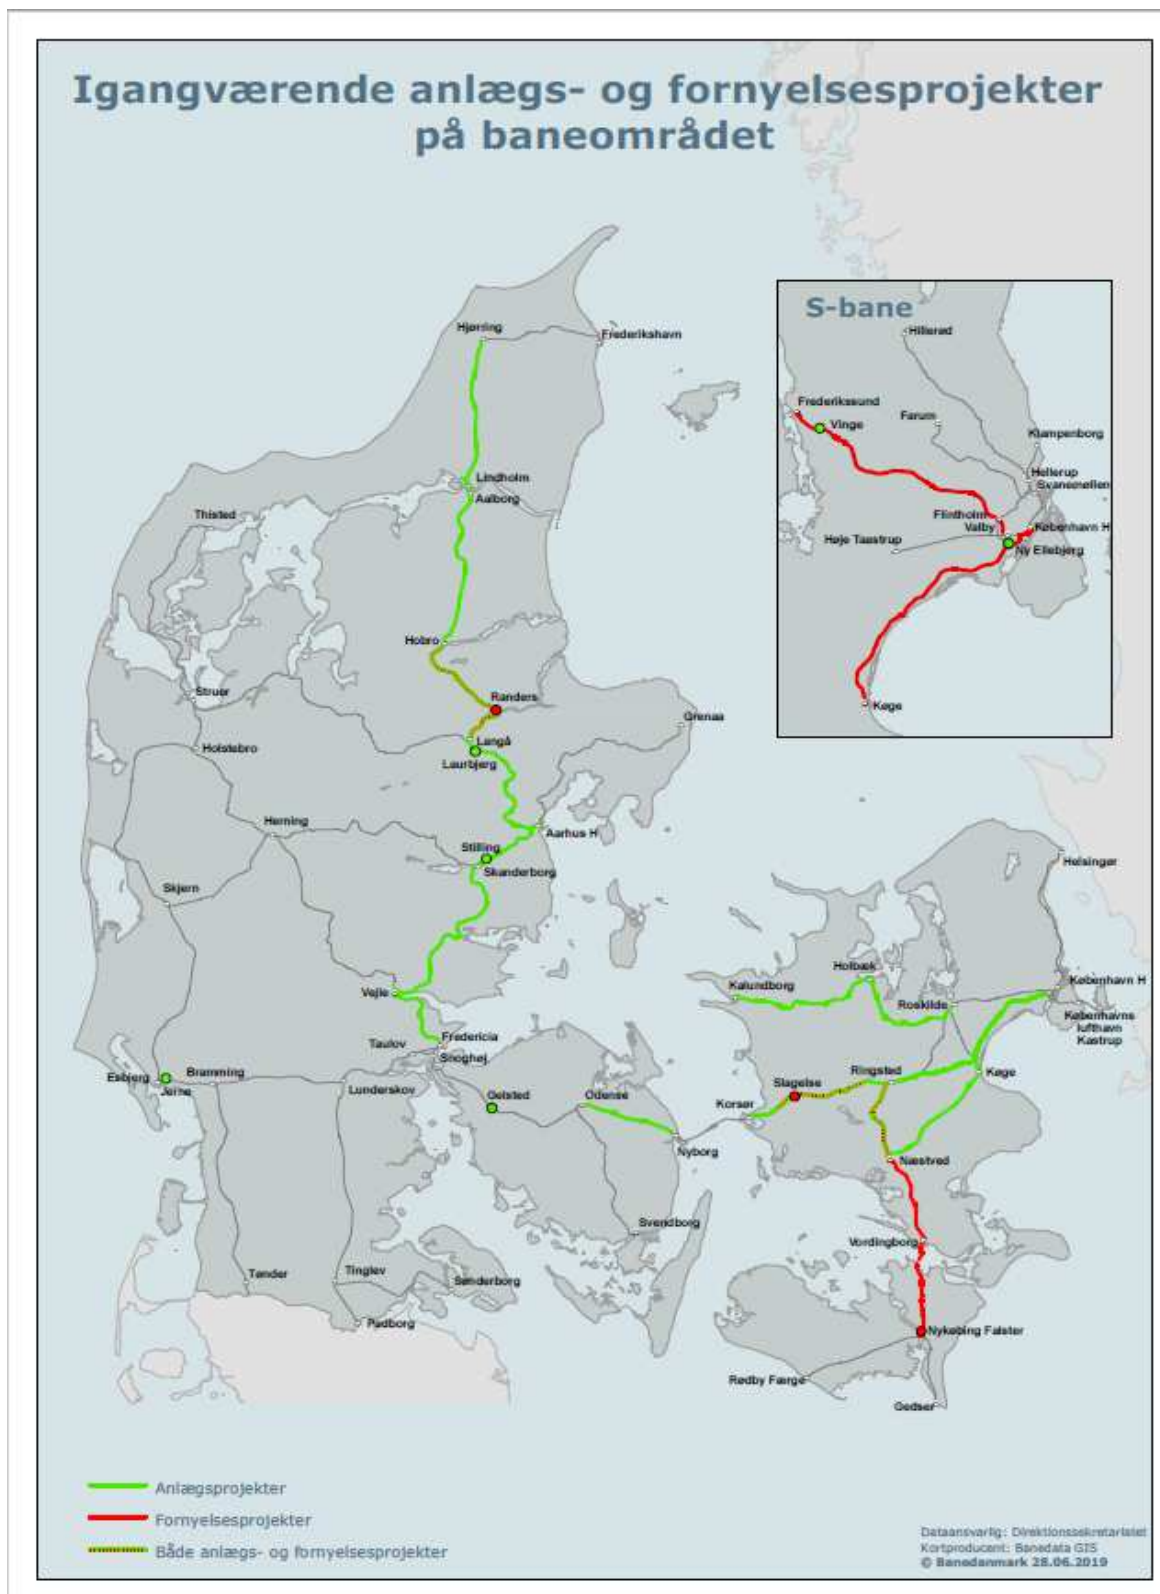 Igangværende anlægs- og fornyelsesprojekter
på baneområdet
S-bane
Hillerød
Frederikssund
Farum
Vinge
Klampenborg
Hellerup
Svanemøllen
Flintholm
Valby
København H
Høje Taastrup
Ny Ellebjerg
Køge
Hjørring
Frederikshavn
Lindholm
Aalborg
Thisted
Hobro
Randers
Struer
Grenaa
Langå
Holstebro
Laurbjerg
Herning
Aarhus H
Stilling
Skanderborg
Skjern
Helsingør
Holbæk
Kalundborg
København H
Vejle
Roskilde
Københavns
lufthavn
Kastrup
Fredericia
Taulov
Snoghøj
Esbjerg
Bramming
Jerne
Lunderskov
Gelsted
Odense
Slagelse
Ringsted
Køge
Korsør
Nyborg
Næstved
Svendborg
Vordingborg
Tønder
Tinglev
Sønderborg
Padborg
Nykøbing Falster
Rødby Færge
Gedser
Anlægsprojekter
Fornyelsesprojekter
Både anlægs- og fornyelsesprojekter
Dataansvarlig: Direktionssekretariatet
Kortproducent: Banedata GIS
© Banedanmark 28.06.2019